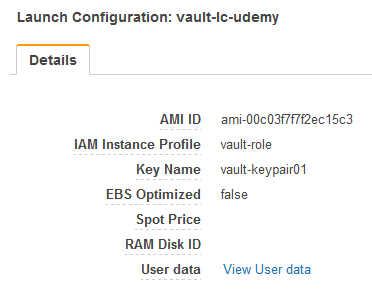 Launch Configuration: vault-lc-udemy
Details
AMI ID ami-00c03f7f7f2ec15c3
IAM Instance Profile vault-role
Key Name vault-keypair01
EBS Optimized false
Spot Price
RAM Disk ID
User data View User data